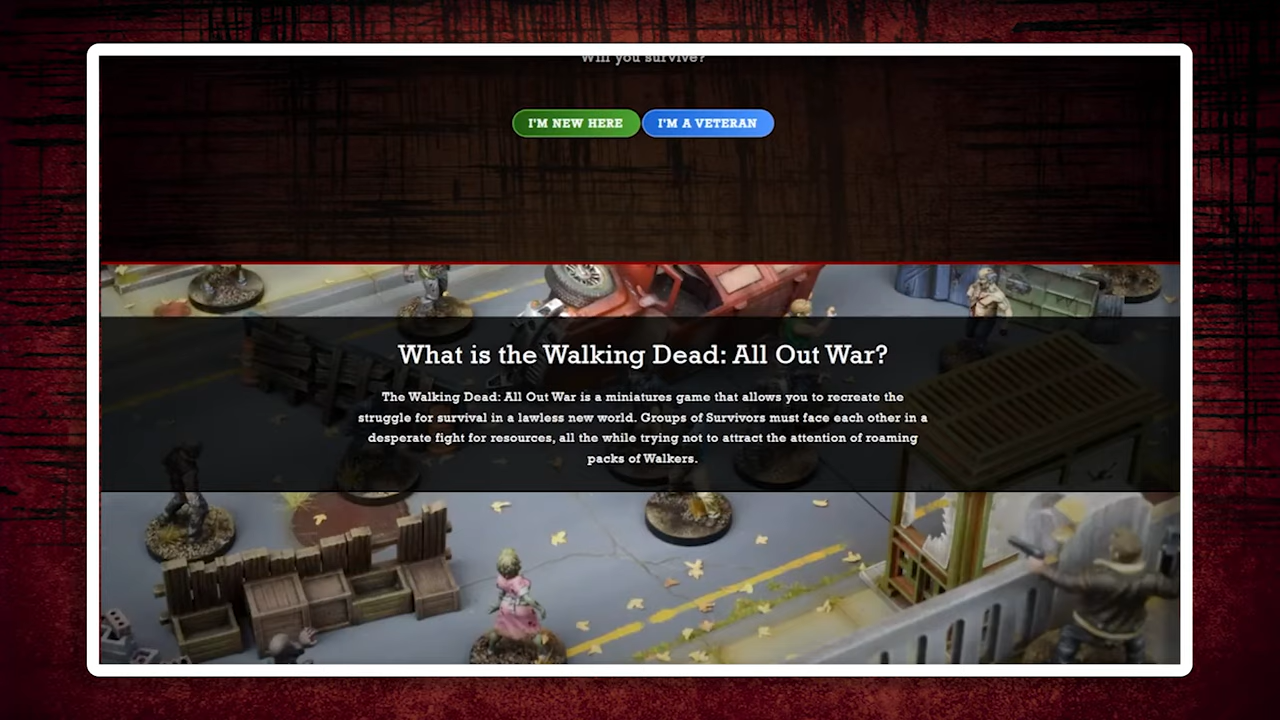 Will you survive?
I'M NEW HERE I'M A VETERAN
What is the Walking Dead: All Out War?
The Walking Dead: All Out War is a miniatures game that allows you to recreate the
struggle for survival in a lawless new world. Groups of Survivors must face each other in a
desperate fight for resources, all the while trying not to attract the attention of roaming
packs of Walkers.